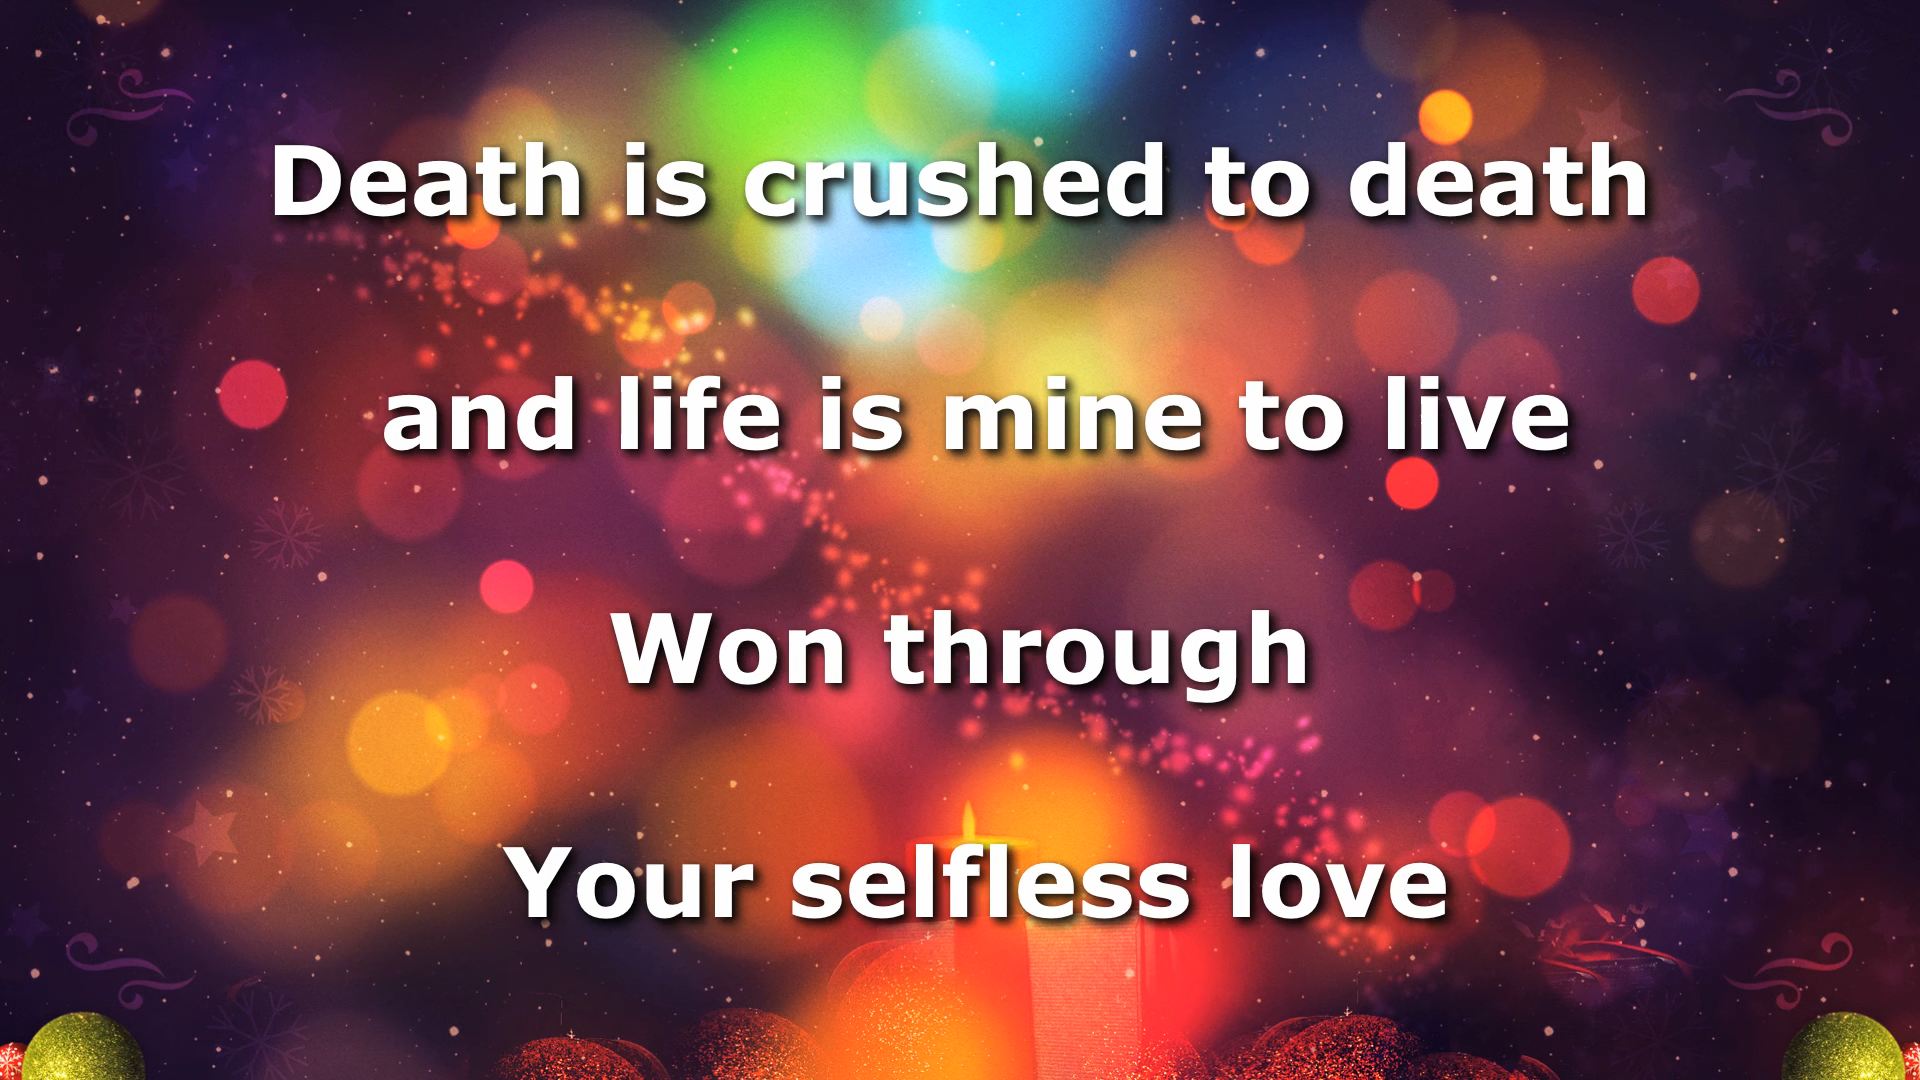 Death is crushed to death
and life is mine to live
Won through
Your selfless love